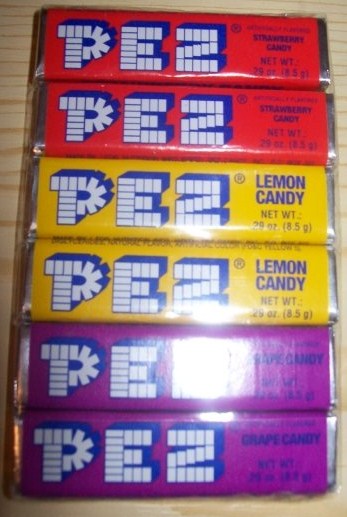 PEZ®
ARTIFICIALLY FLAVORED
STRAWBERRY
CANDY
NET WT.:
.29 oz. (8.5 g)
PEZ®
ARTIFICIALLY FLAVORED
STRAWBERRY
CANDY
NET WT.:
.29 oz. (8.5 g)
PEZ®
LEMON
CANDY
NET WT.:
.29 oz. (8.5 g)
PEZ®
LEMON
CANDY
NET WT.:
.29 oz. (8.5 g)
PEZ
GRAPE CANDY
PEZ
GRAPE CANDY
NET WT.